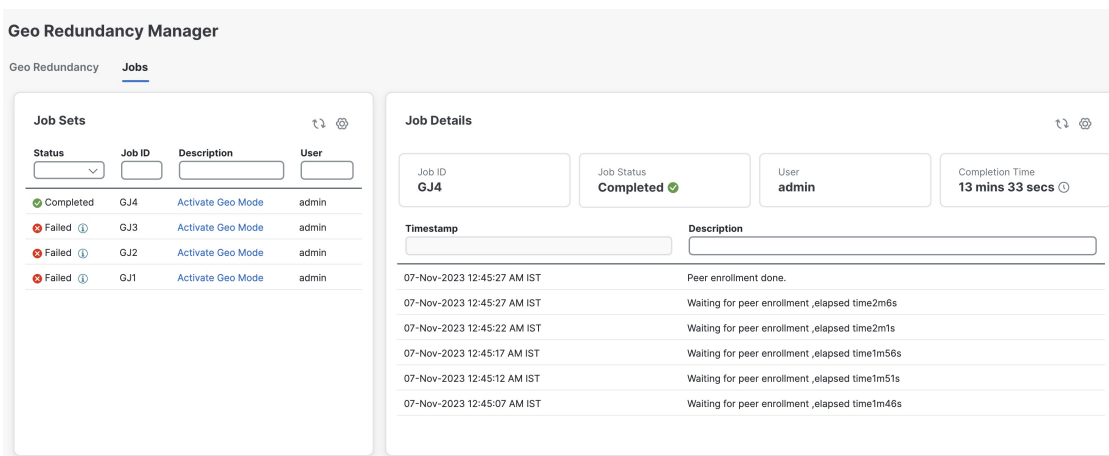 Geo Redundancy Manager
Geo Redundancy Jobs
Job Sets
Status Job ID Description User
Completed GJ4 Activate Geo Mode admin
Failed GJ3 Activate Geo Mode admin
Failed GJ2 Activate Geo Mode admin
Failed GJ1 Activate Geo Mode admin
Job Details
Job ID Job Status User Completion Time
GJ4 Completed admin 13 mins 33 secs
Timestamp Description
07-Nov-2023 12:45:27 AM IST Peer enrollment done.
07-Nov-2023 12:45:27 AM IST Waiting for peer enrollment ,elapsed time2m6s
07-Nov-2023 12:45:22 AM IST Waiting for peer enrollment ,elapsed time2m1s
07-Nov-2023 12:45:17 AM IST Waiting for peer enrollment ,elapsed time1m56s
07-Nov-2023 12:45:12 AM IST Waiting for peer enrollment ,elapsed time1m51s
07-Nov-2023 12:45:07 AM IST Waiting for peer enrollment ,elapsed time1m46s